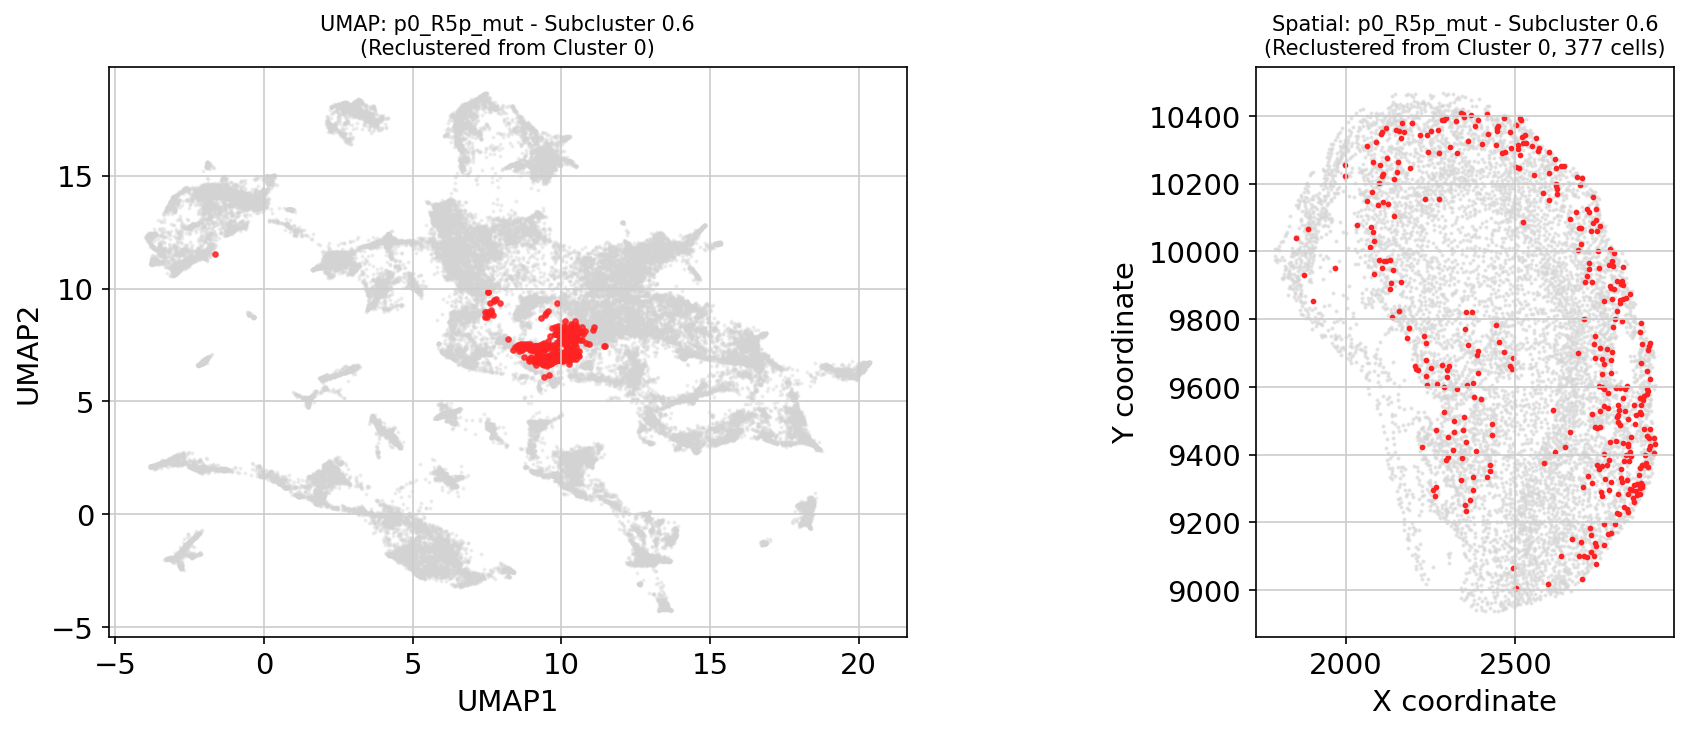 UMAP: p0_R5p_mut - Subcluster 0.6
(Reclustered from Cluster 0)
15
10
5
0
−5
UMAP2
−5
0
5
10
15
20
UMAP1
Spatial: p0_R5p_mut - Subcluster 0.6
(Reclustered from Cluster 0, 377 cells)
10400
10200
10000
9800
9600
9400
9200
9000
Y coordinate
2000
2500
X coordinate